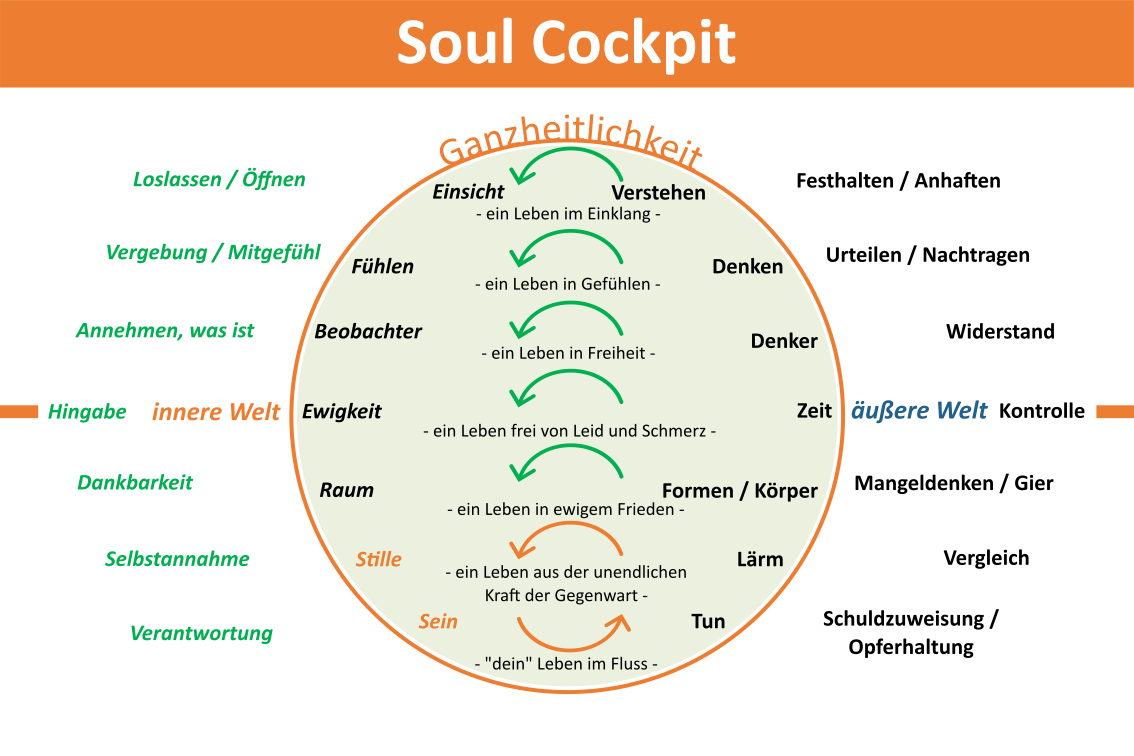 Soul Cockpit
Ganzheitlichkeit
Loslassen / Öffnen
Einsicht
Verstehen
Festhalten / Anhaften
- ein Leben im Einklang -
Vergebung / Mitgefühl
Fühlen
Denken
Urteilen / Nachtragen
- ein Leben in Gefühlen -
Annehmen, was ist
Beobachter
Denker
Widerstand
- ein Leben in Freiheit -
Hingabe
innere Welt
Ewigkeit
Zeit
äußere Welt
Kontrolle
- ein Leben frei von Leid und Schmerz -
Dankbarkeit
Raum
Formen / Körper
Mangeldenken / Gier
- ein Leben in ewigem Frieden -
Selbstannahme
Stille
Lärm
Vergleich
- ein Leben aus der unendlichen
Kraft der Gegenwart -
Verantwortung
Sein
Tun
Schuldzuweisung /
Opferhaltung
- "dein" Leben im Fluss -